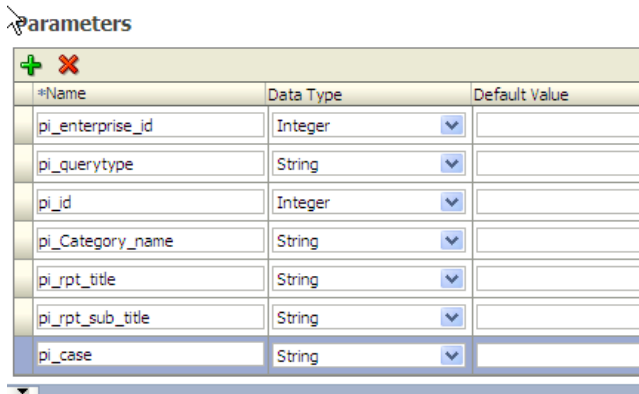 Parameters
*Name Data Type Default Value
pi_enterprise_id Integer
pi_querytype String
pi_id Integer
pi_Category_name String
pi_rpt_title String
pi_rpt_sub_title String
pi_case String